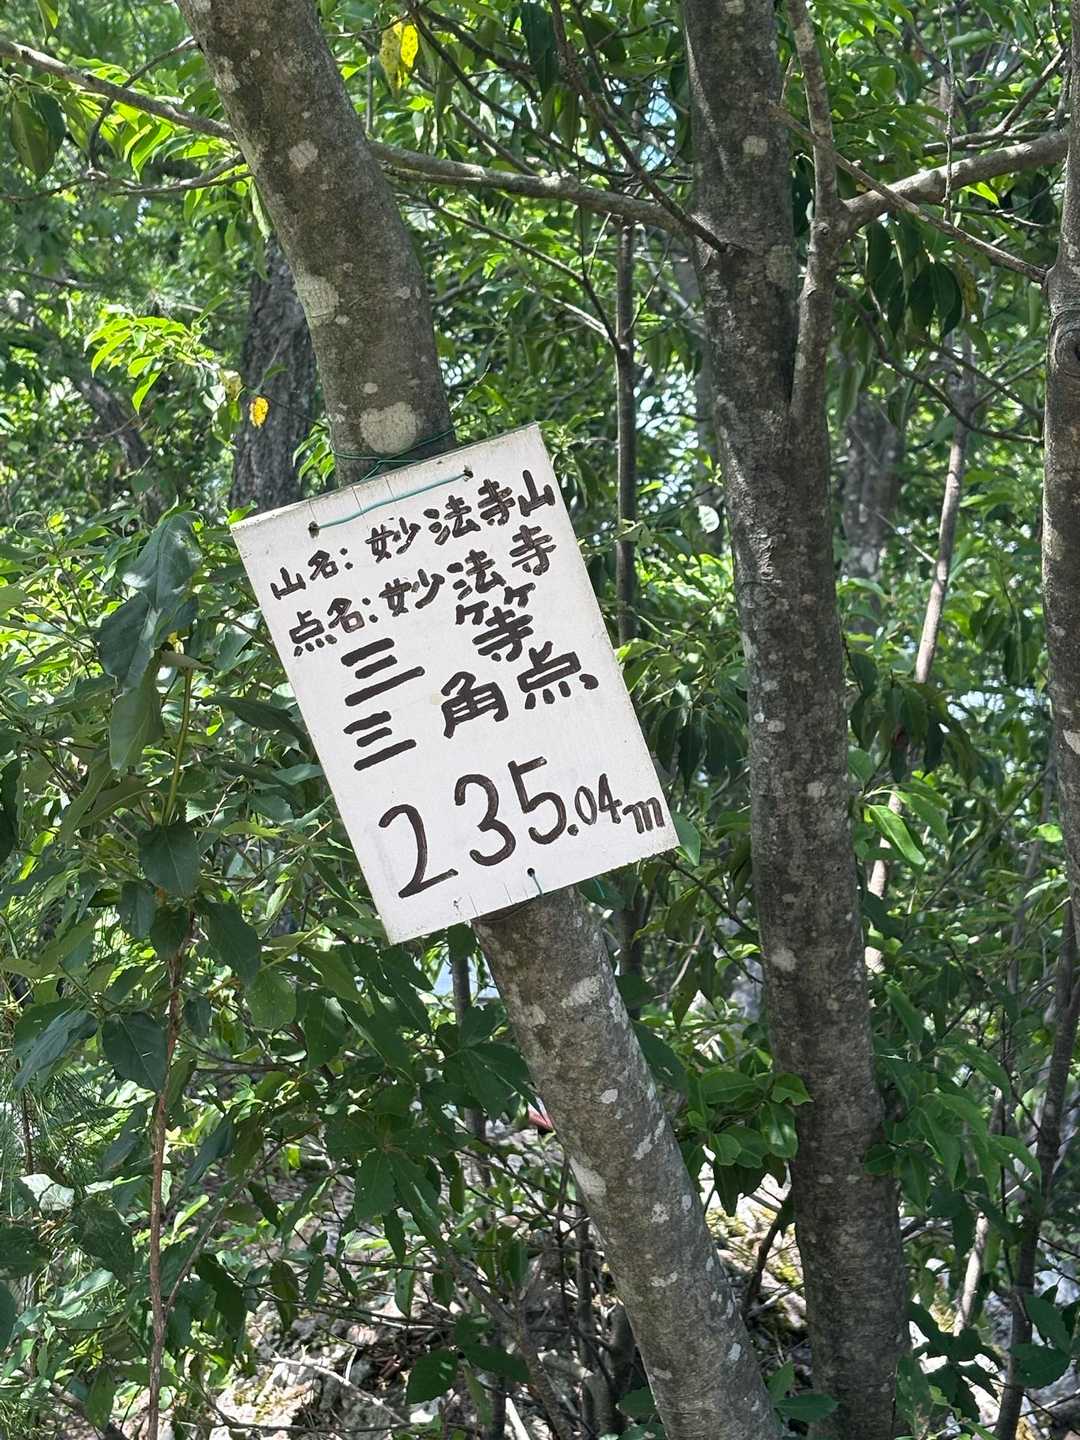 山名:妙法寺山
点名:妙法寺
三 等
三 角点
235.04m